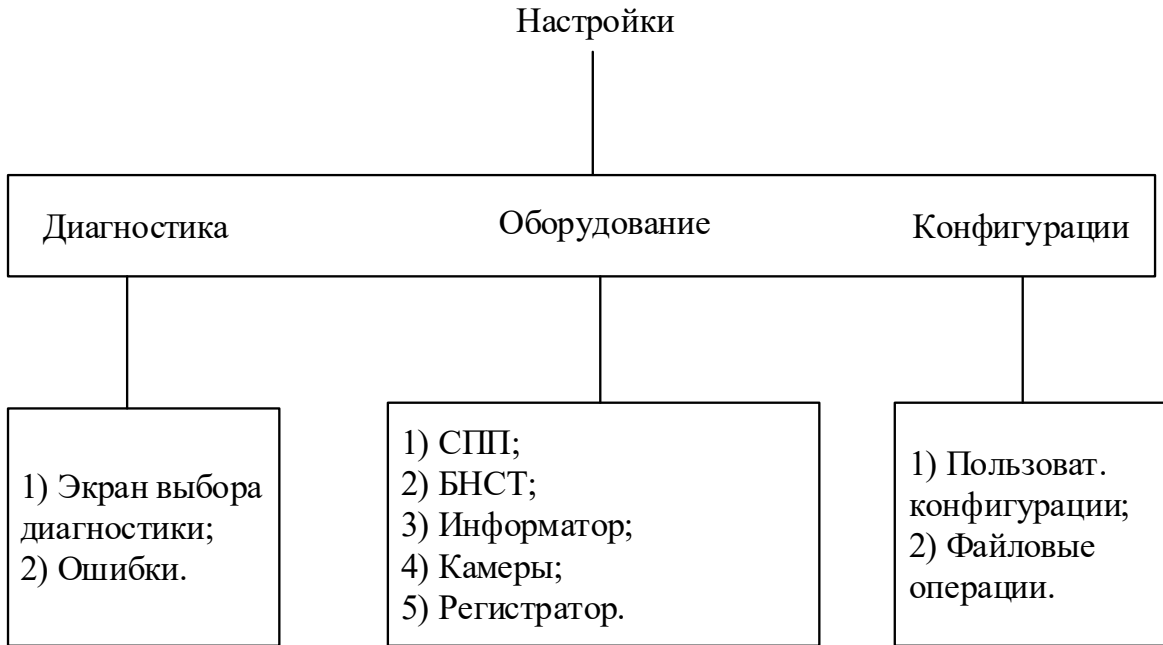 Настройки
Диагностика
Оборудование
Конфигурации
1) Экран выбора
диагностики;
2) Ошибки.
1) СПП;
2) БНСТ;
3) Информатор;
4) Камеры;
5) Регистратор.
1) Пользоват.
конфигурации;
2) Файловые
операции.